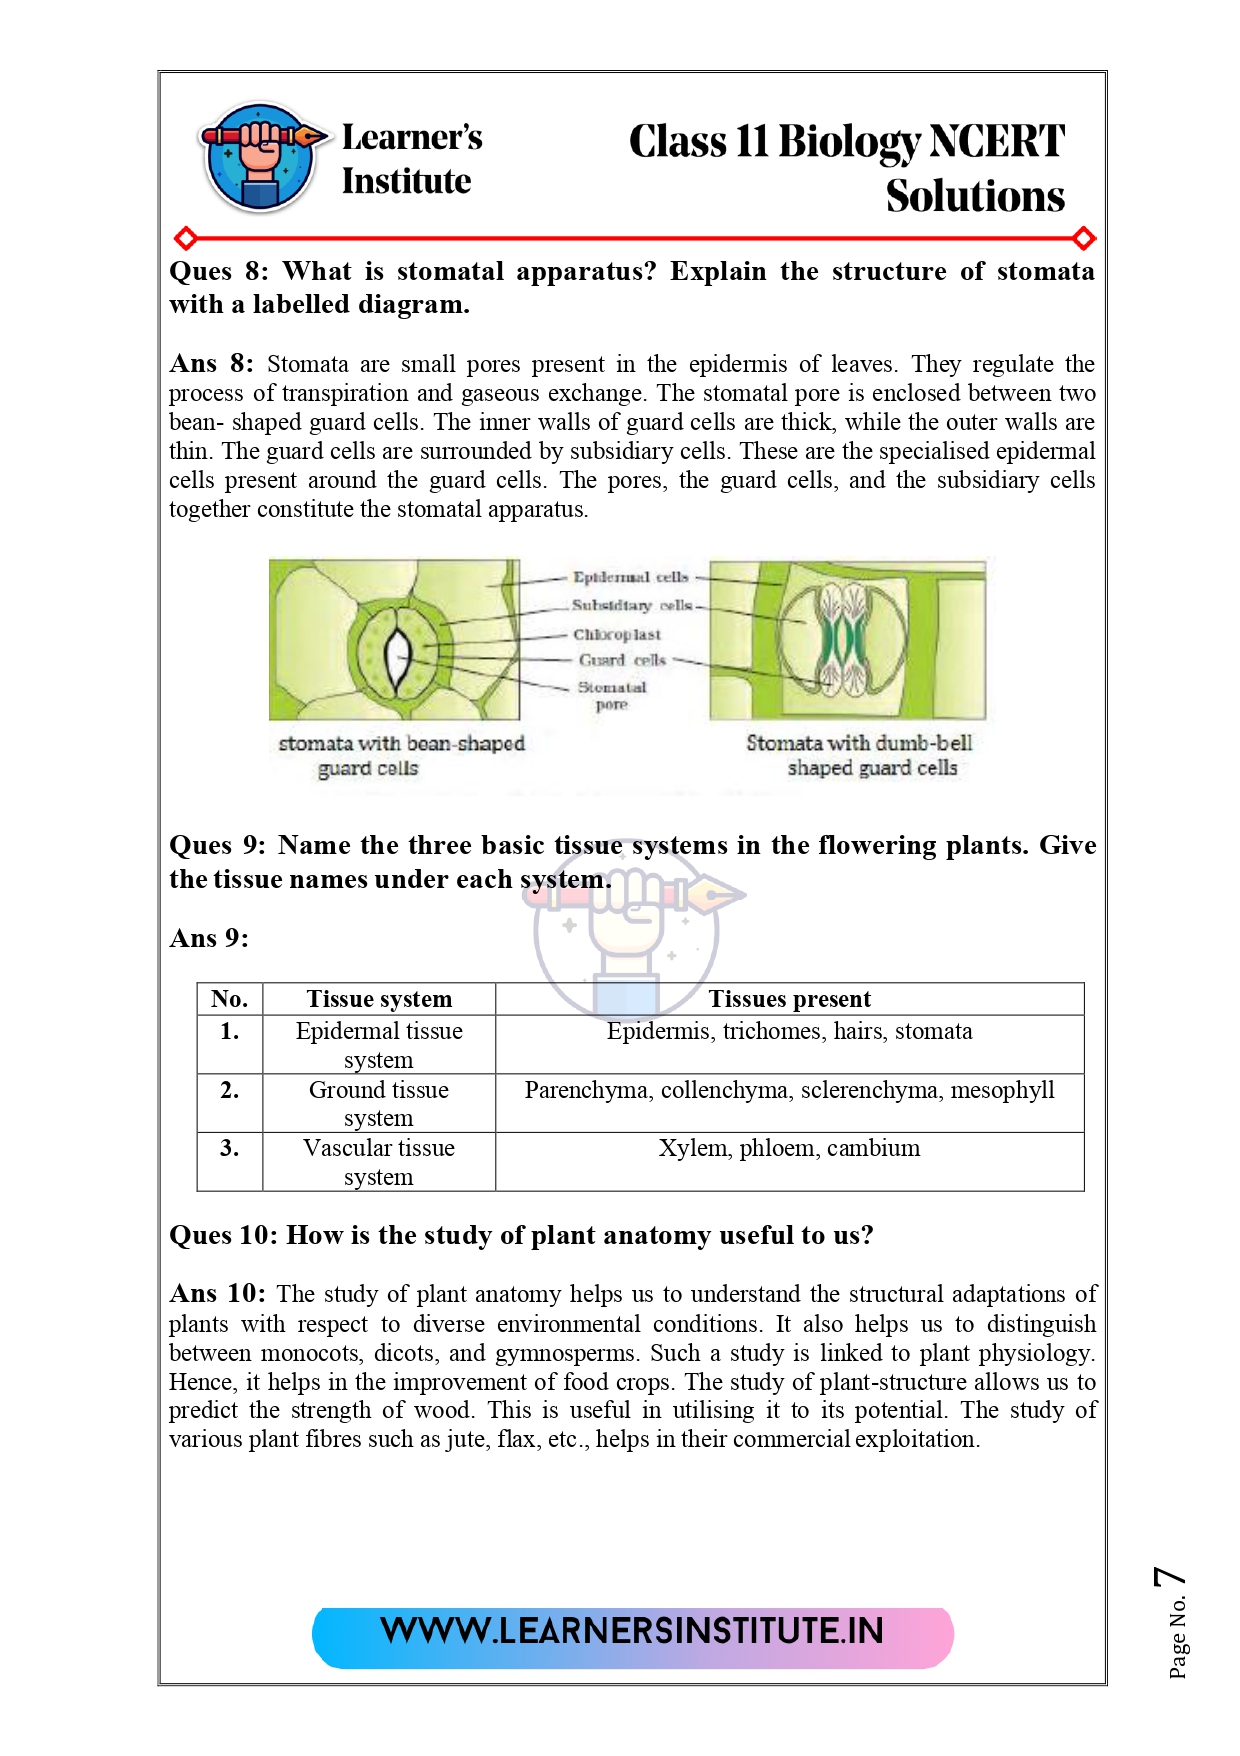 Learner's
Institute
Class 11 Biology NCERT
Solutions
Ques 8: What is stomatal apparatus? Explain the structure of stomata
with a labelled diagram.
Ans 8: Stomata are small pores present in the epidermis of leaves. They regulate the
process of transpiration and gaseous exchange. The stomatal pore is enclosed between two
bean- shaped guard cells. The inner walls of guard cells are thick, while the outer walls are
thin. The guard cells are surrounded by subsidiary cells. These are the specialised epidermal
cells present around the guard cells. The pores, the guard cells, and the subsidiary cells
together constitute the stomatal apparatus.
Epidermal cells
Subsidiary cells
Chloroplast
Guard cells
Stomatal
pore
stomata with bean-shaped
guard cells
Stomata with dumb-bell
shaped guard cells
Ques 9: Name the three basic tissue systems in the flowering plants. Give
the tissue names under each system.
Ans 9:
No. Tissue system Tissues present
1. Epidermal tissue Epidermis, trichomes, hairs, stomata
system
2. Ground tissue Parenchyma, collenchyma, sclerenchyma, mesophyll
system
3. Vascular tissue Xylem, phloem, cambium
system
Ques 10: How is the study of plant anatomy useful to us?
Ans 10: The study of plant anatomy helps us to understand the structural adaptations of
plants with respect to diverse environmental conditions. It also helps us to distinguish
between monocots, dicots, and gymnosperms. Such a study is linked to plant physiology.
Hence, it helps in the improvement of food crops. The study of plant-structure allows us to
predict the strength of wood. This is useful in utilising it to its potential. The study of
various plant fibres such as jute, flax, etc., helps in their commercial exploitation.
WWW.LEARNERSINSTITUTE.IN
Page No. 7